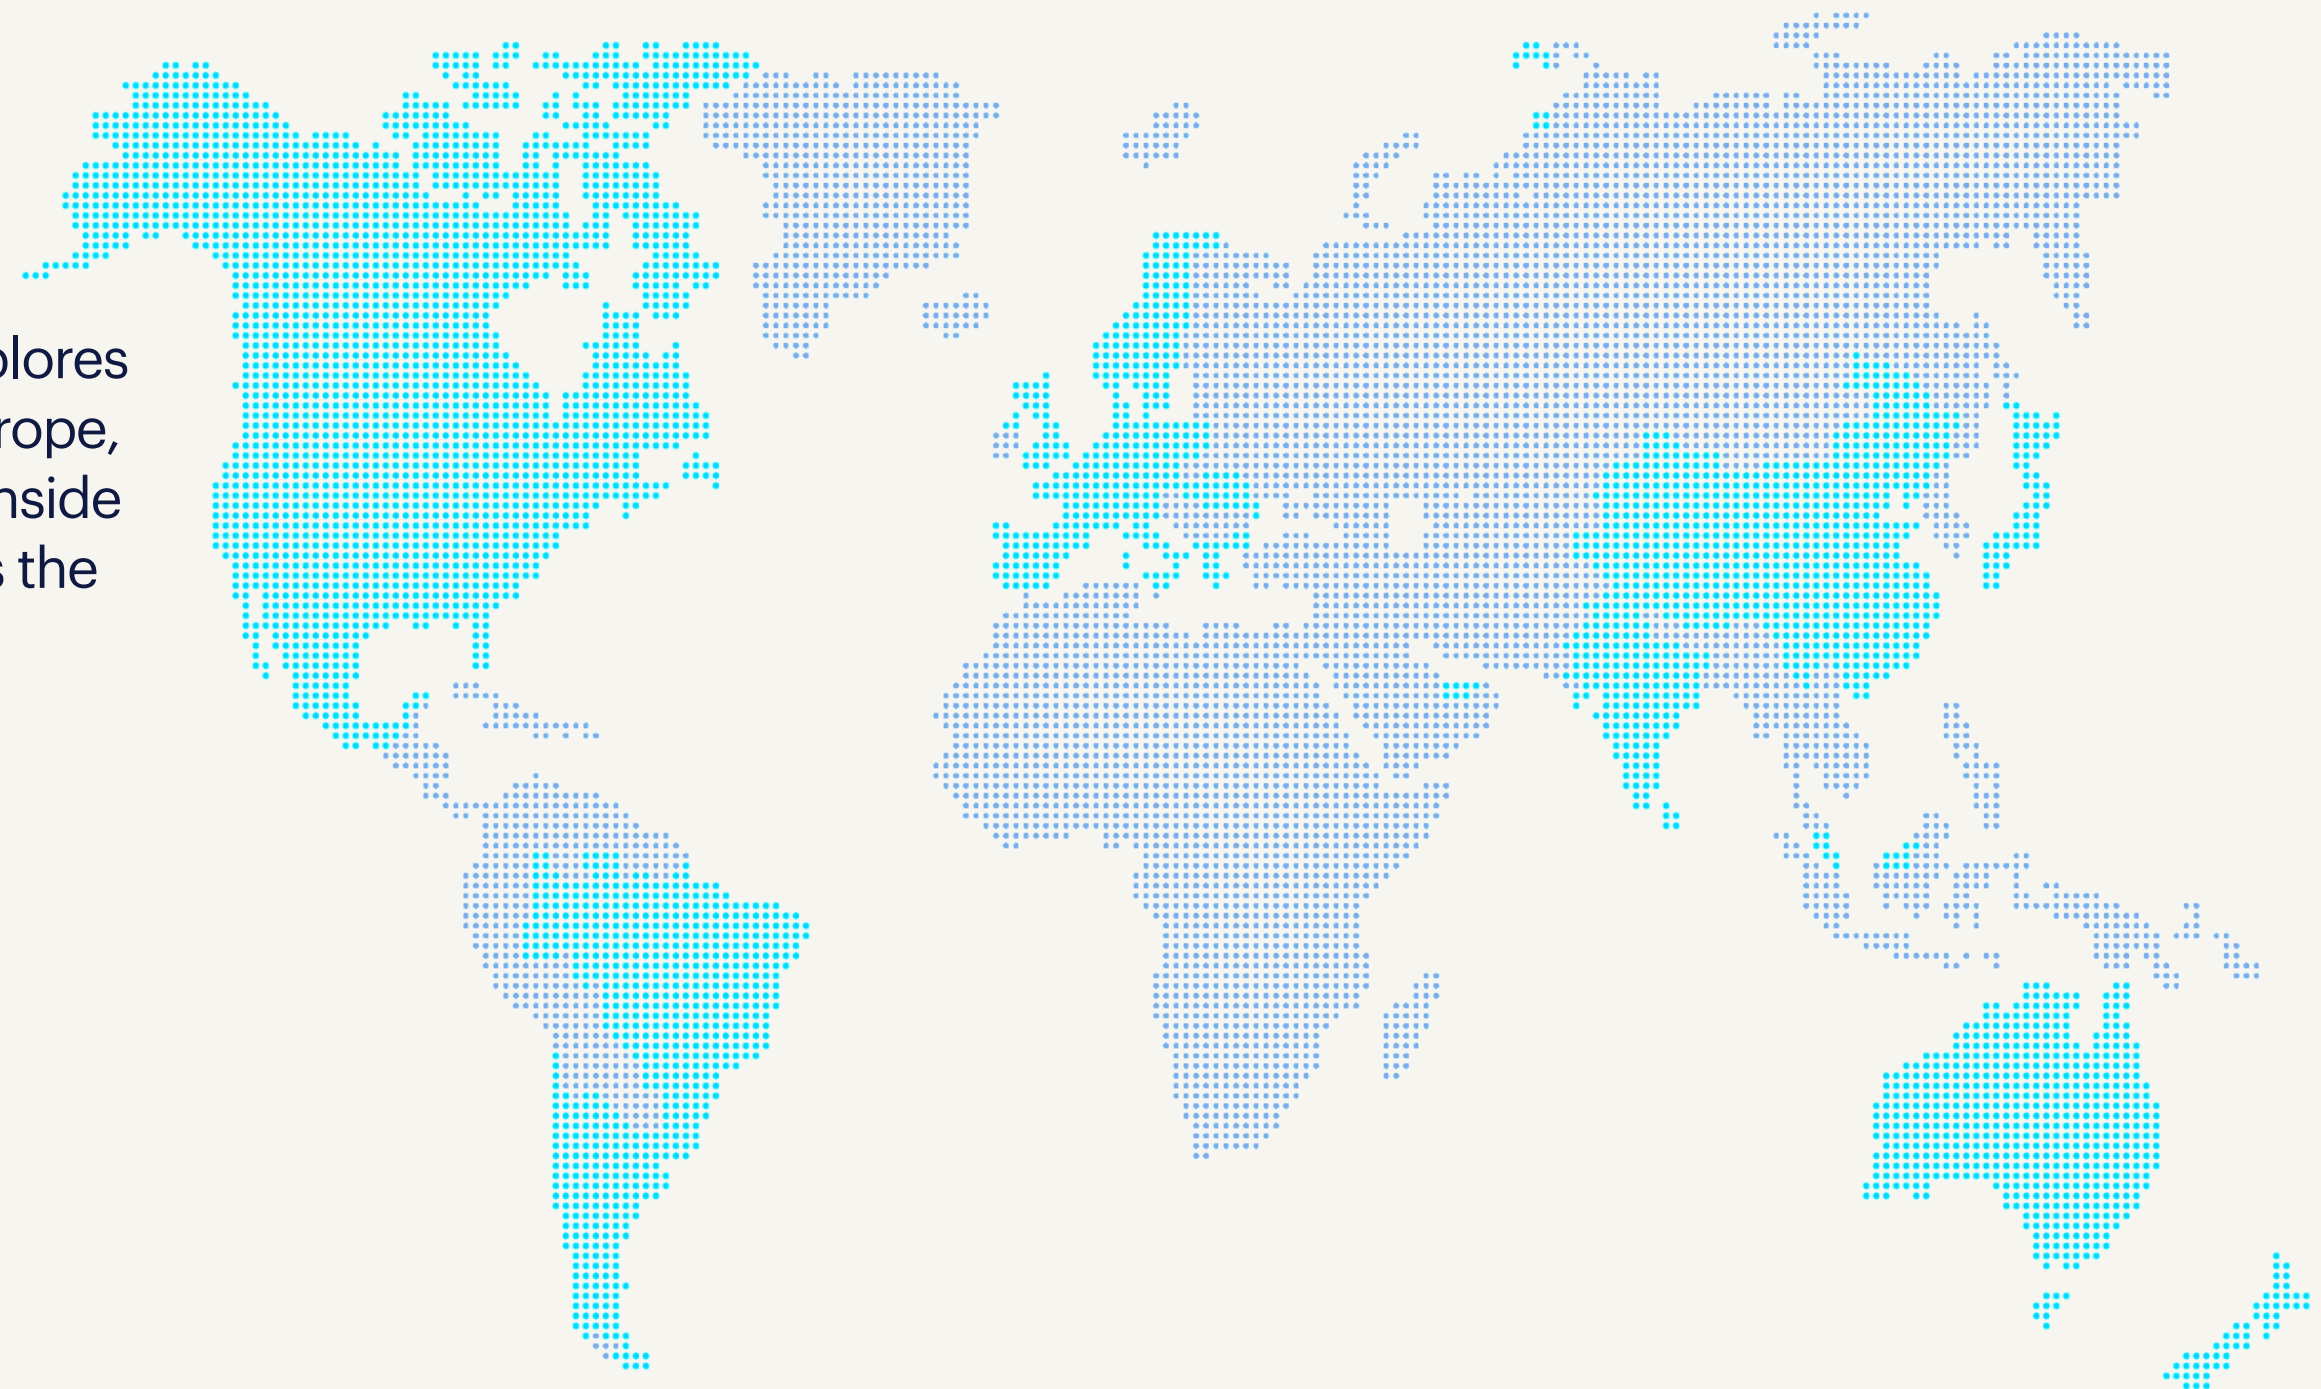 plores
rope,
nside
s the